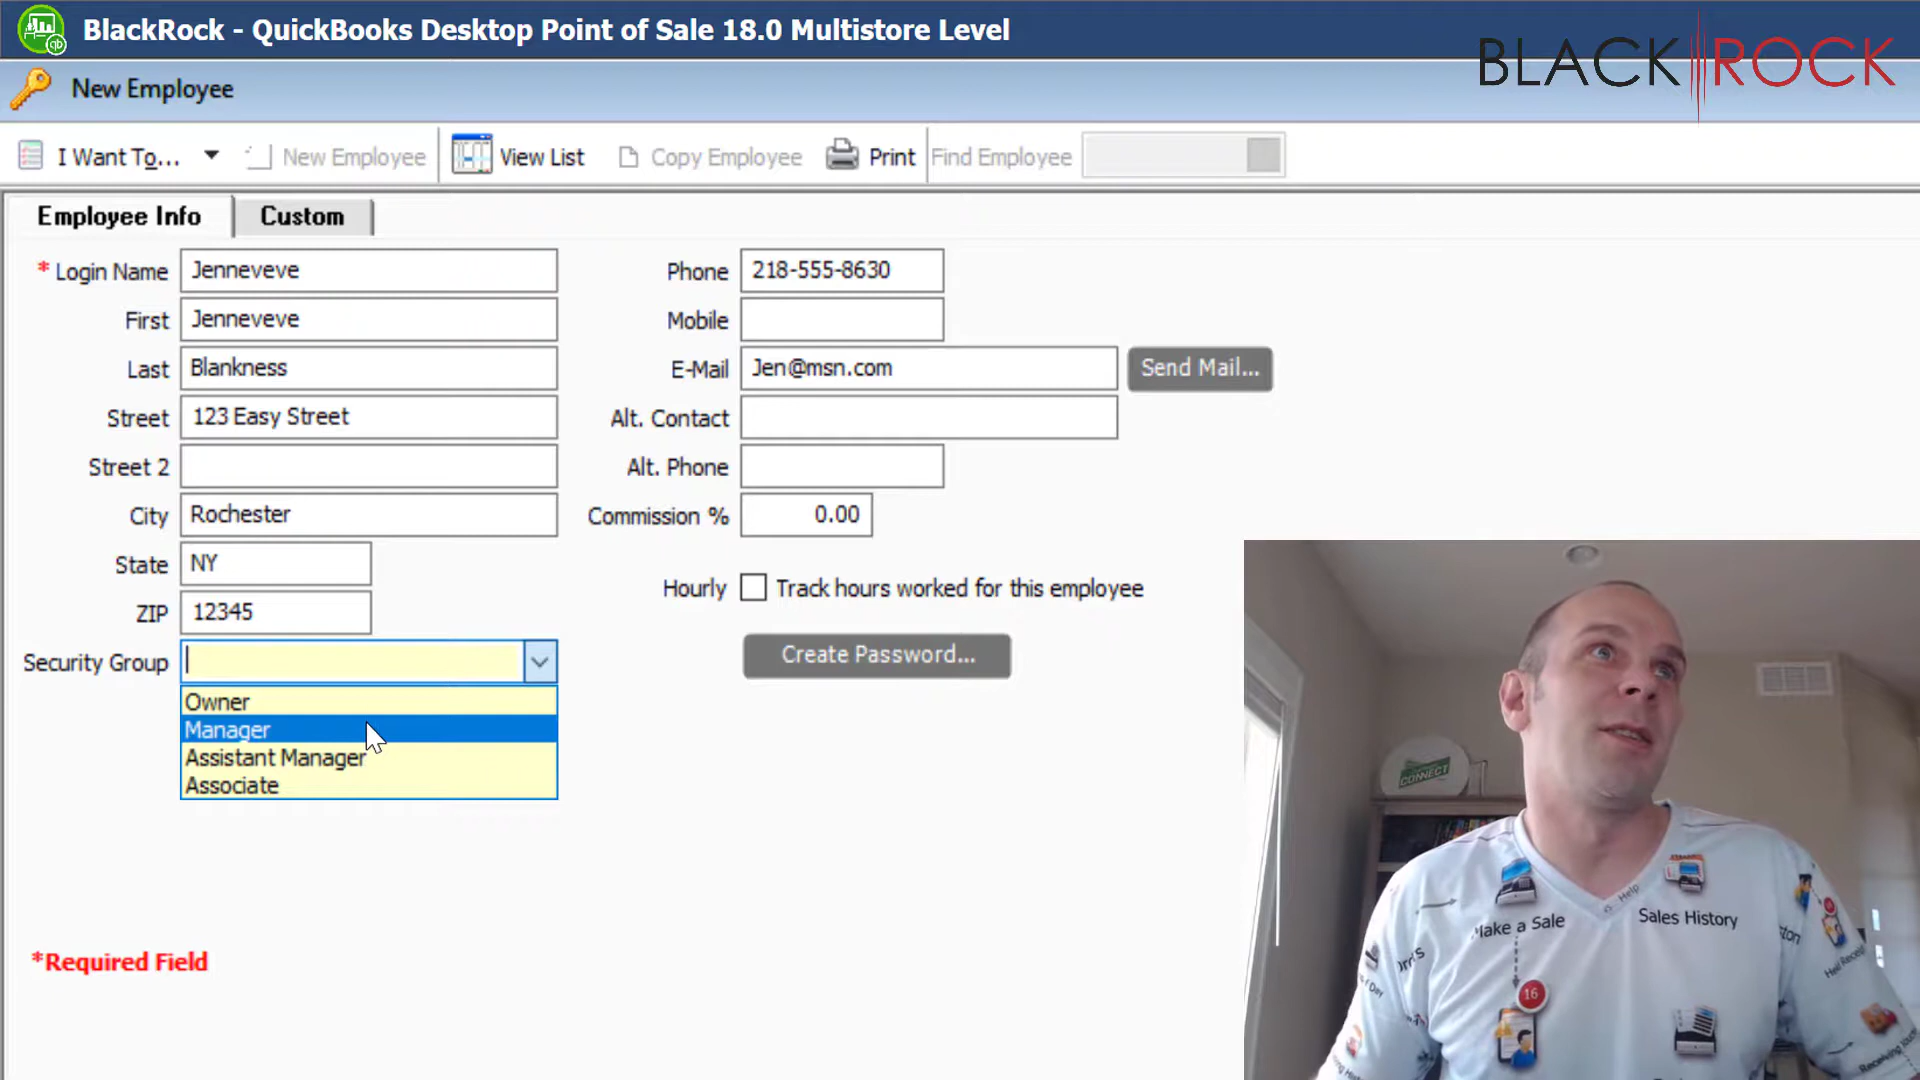 BlackRock - QuickBooks Desktop Point of Sale 18.0 Multistore Level
BLACK ROCK
New Employee
I Want To... New Employee View List Copy Employee Print Find Employee
Employee Info Custom
* Login Name Jenneveve Phone 218-555-8630
First Jenneveve Mobile
Last Blankness E-Mail Jen@msn.com Send Mail...
Street 123 Easy Street Alt. Contact
Street 2 Alt. Phone
City Rochester Commission % 0.00
State NY
Hourly Track hours worked for this employee
ZIP 12345
Security Group Create Password...
Owner
Manager
Assistant Manager
Associate
*Required Field
CONNECT
Help
Make a Sale Sales History
16